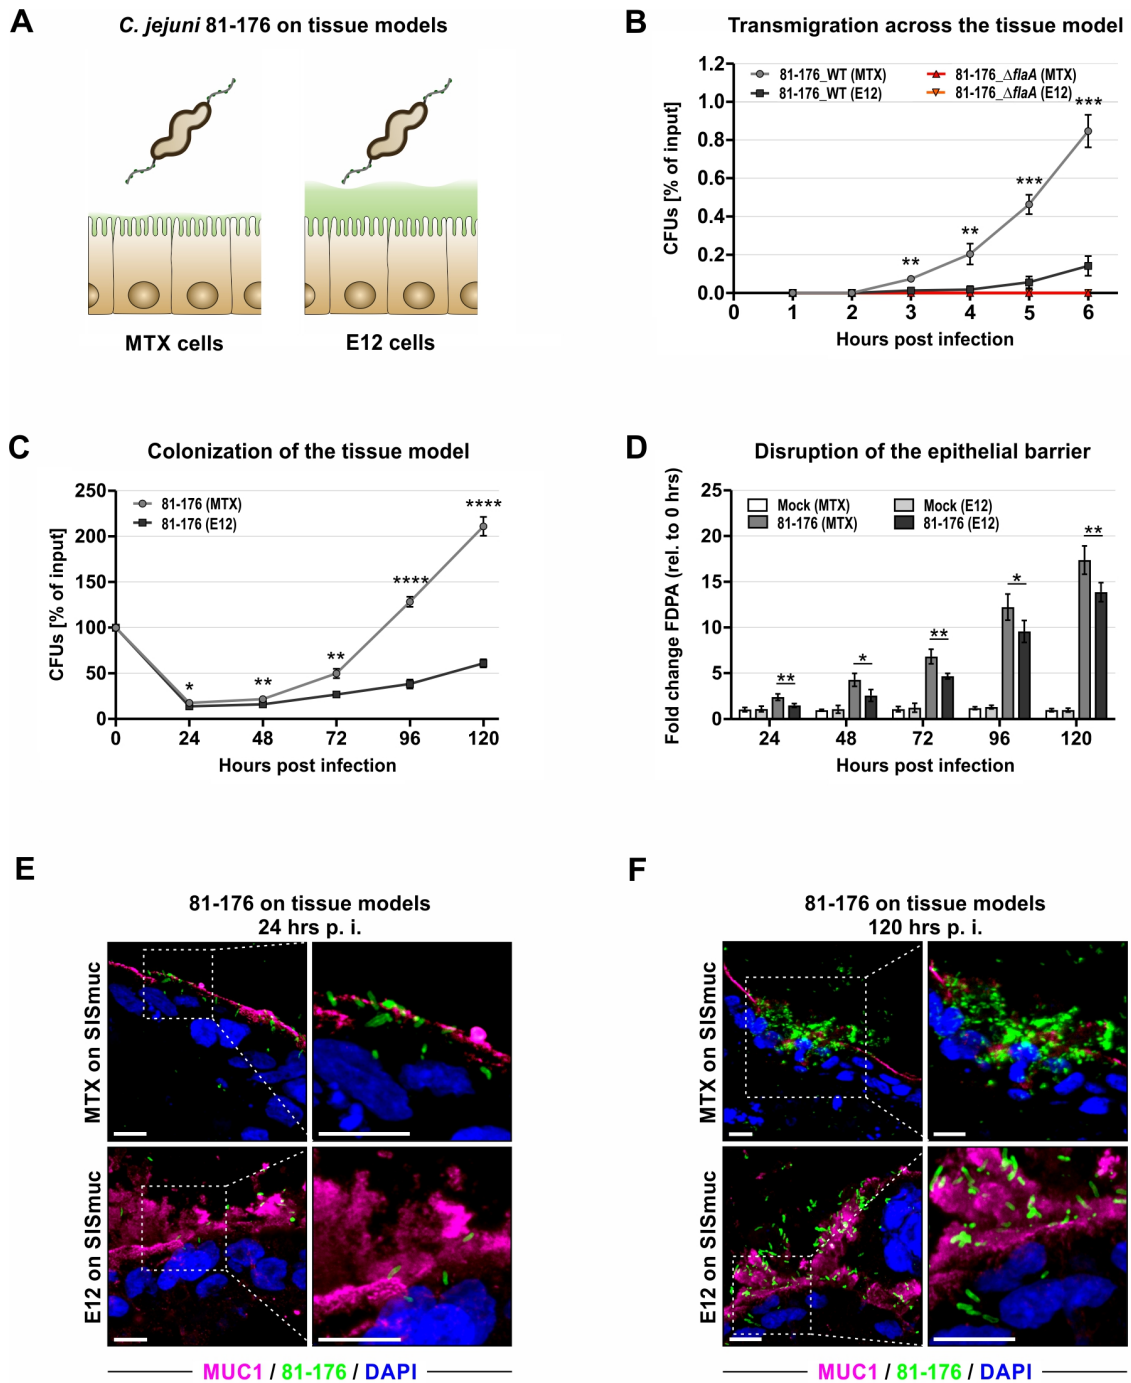 A
C. jejuni 81-176 on tissue models
MTX cells
E12 cells
B
Transmigration across the tissue model
CFUs [% of input]
1.2
1.0
0.8
0.6
0.4
0.2
0.0
81-176_WT (MTX)
81-176_WT (E12)
81-176_ΔflaA (MTX)
81-176_ΔflaA (E12)
**
**
***
***
0 1 2 3 4 5 6
Hours post infection
C
Colonization of the tissue model
CFUs [% of input]
250
200
150
100
50
0
81-176 (MTX)
81-176 (E12)
*
**
**
****
****
0 24 48 72 96 120
Hours post infection
D
Disruption of the epithelial barrier
Fold change FDPA (rel. to 0 hrs)
25
20
15
10
5
0
Mock (MTX)
81-176 (MTX)
Mock (E12)
81-176 (E12)
**
*
**
*
**
24 48 72 96 120
Hours post infection
E
81-176 on tissue models
24 hrs p. i.
MTX on SISmuc
E12 on SISmuc
MUC1 / 81-176 / DAPI
F
81-176 on tissue models
120 hrs p. i.
MTX on SISmuc
E12 on SISmuc
MUC1 / 81-176 / DAPI